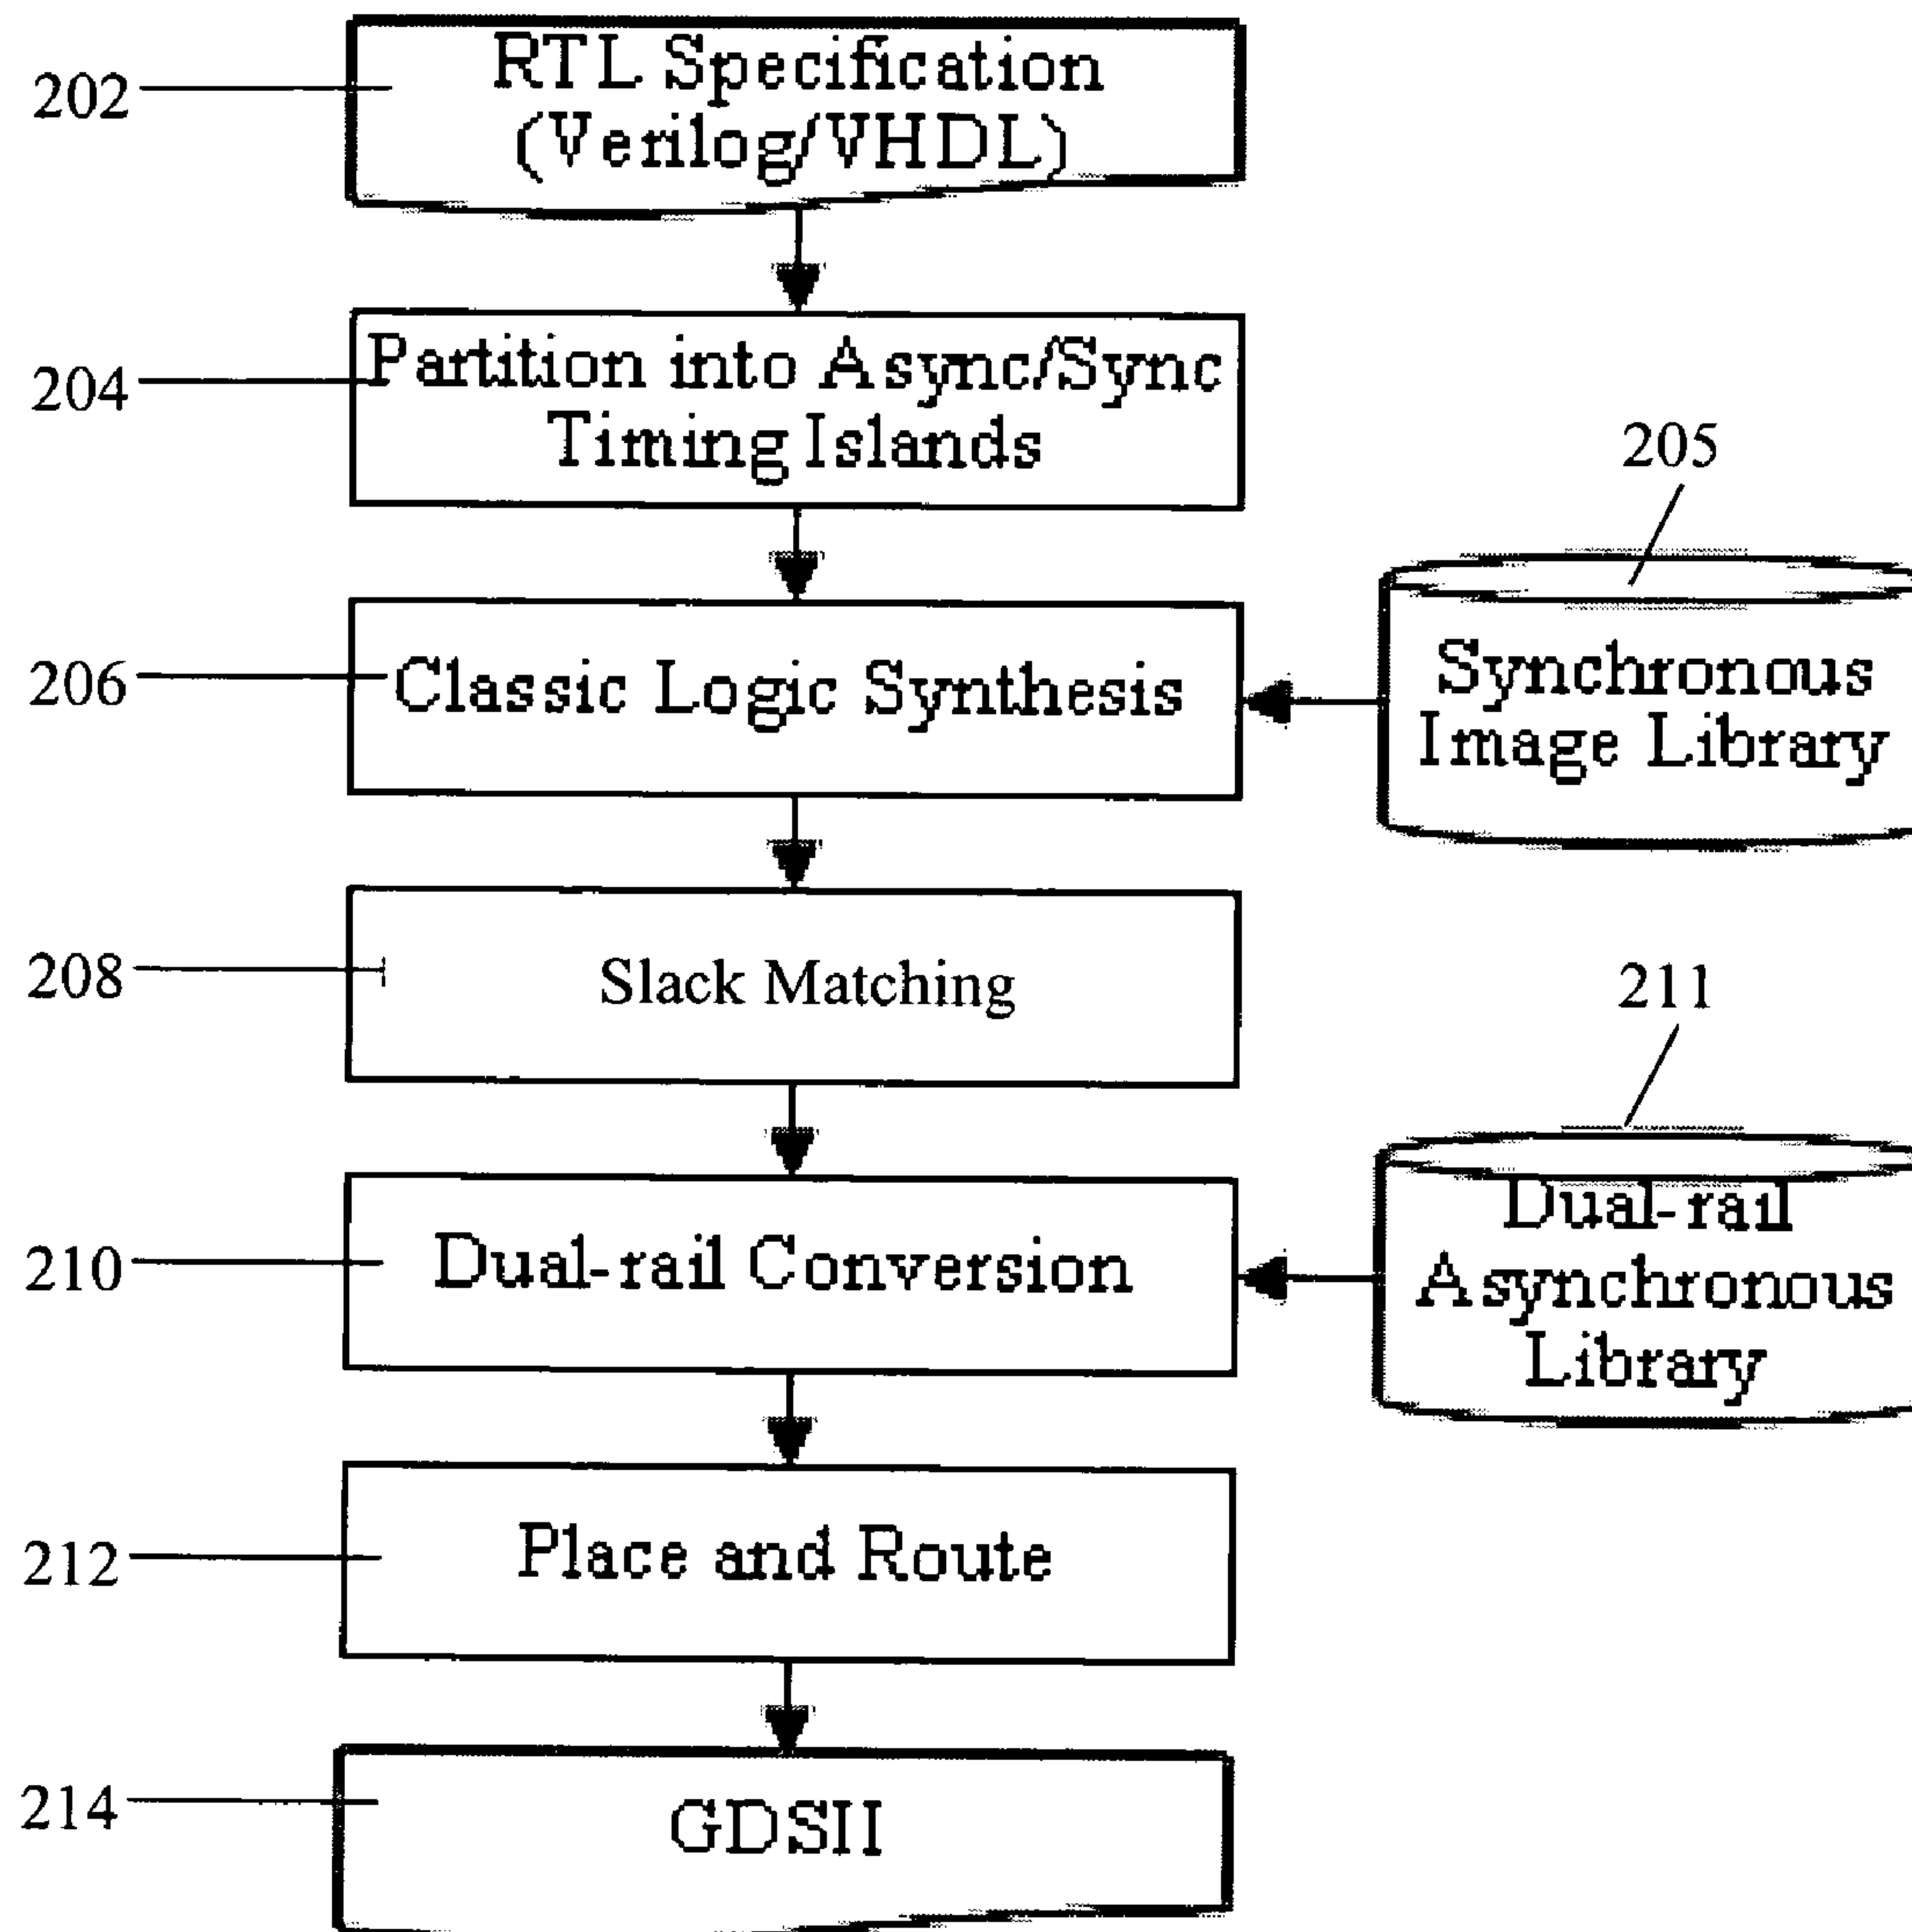 202
RTL Specification
(Verilog/VHDL)
204
Partition into Async/Sync
Timing Islands
205
206
Classic Logic Synthesis
Synchronous
Image Library
208
Slack Matching
211
210
Dual-rail Conversion
Dual-rail
Asynchronous
Library
212
Place and Route
214
GDSII